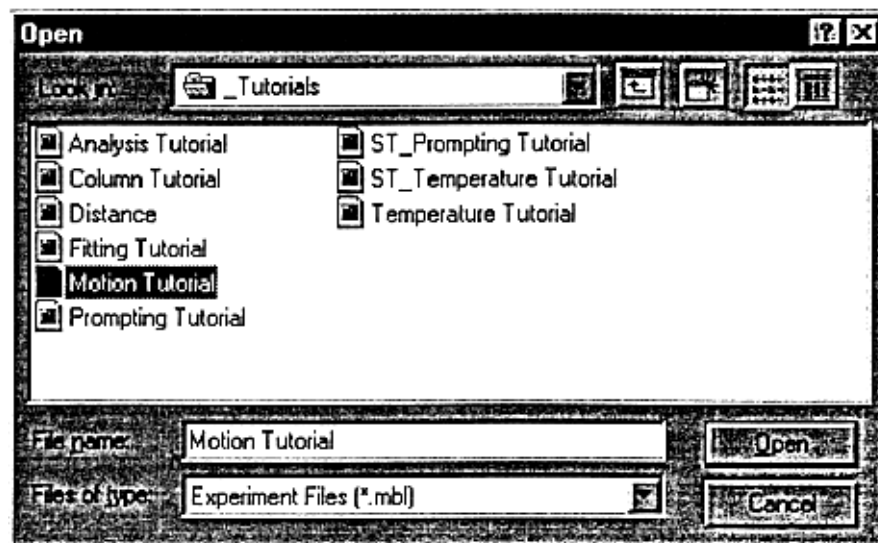 Open
Look in: _Tutorials
Analysis Tutorial
Column Tutorial
Distance
Fitting Tutorial
Motion Tutorial
Prompting Tutorial
ST_Prompting Tutorial
ST_Temperature Tutorial
Temperature Tutorial
File name: Motion Tutorial
Open
Files of type: Experiment Files (*.mbl)
Cancel